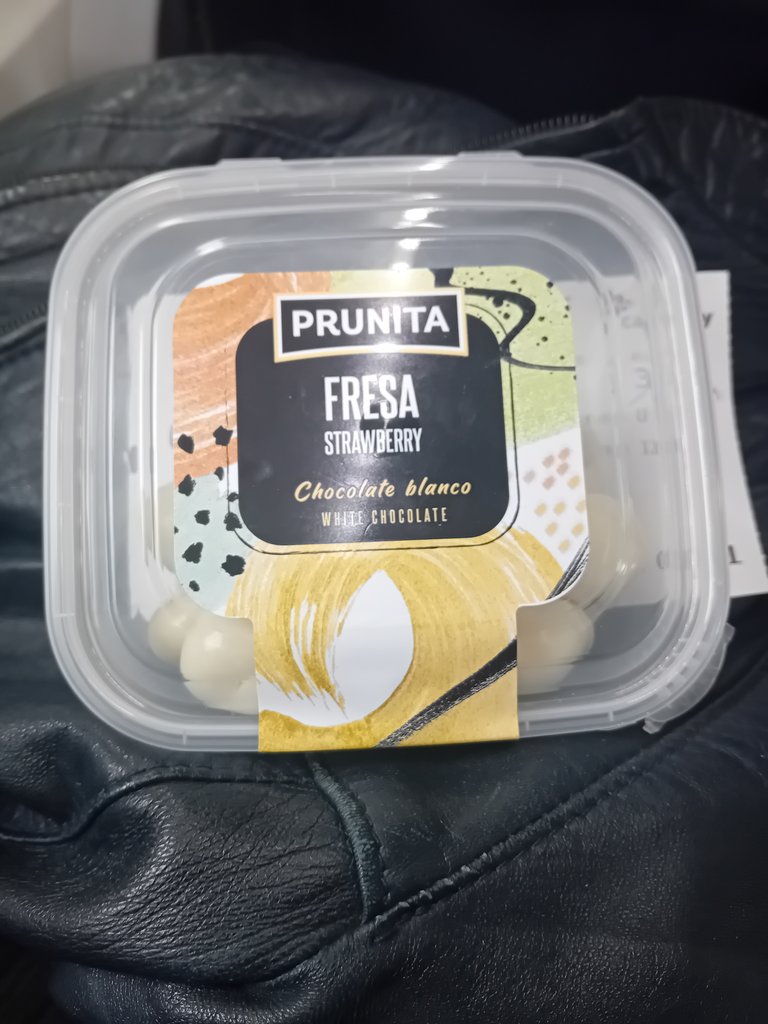 PRUNITA
FRESA
STRAWBERRY
Chocolate blanco
WHITE CHOCOLATE